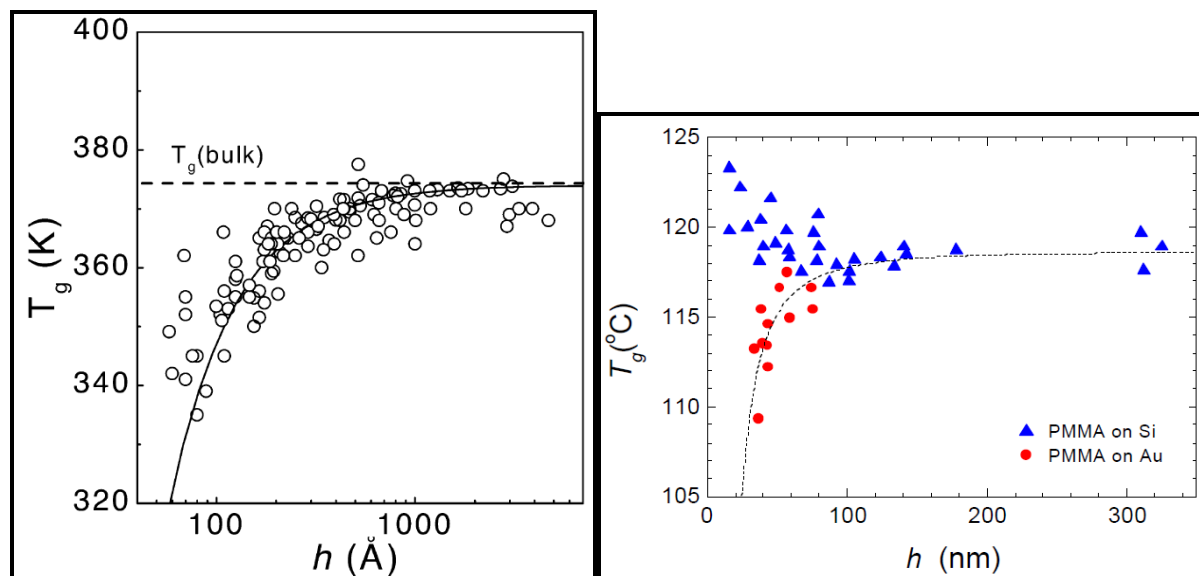 400
380
360
340
320
T_g (K)
T_g(bulk)
100
1000
h (Å)
125
120
115
110
105
T_g(°C)
PMMA on Si
PMMA on Au
0
100
200
300
h (nm)